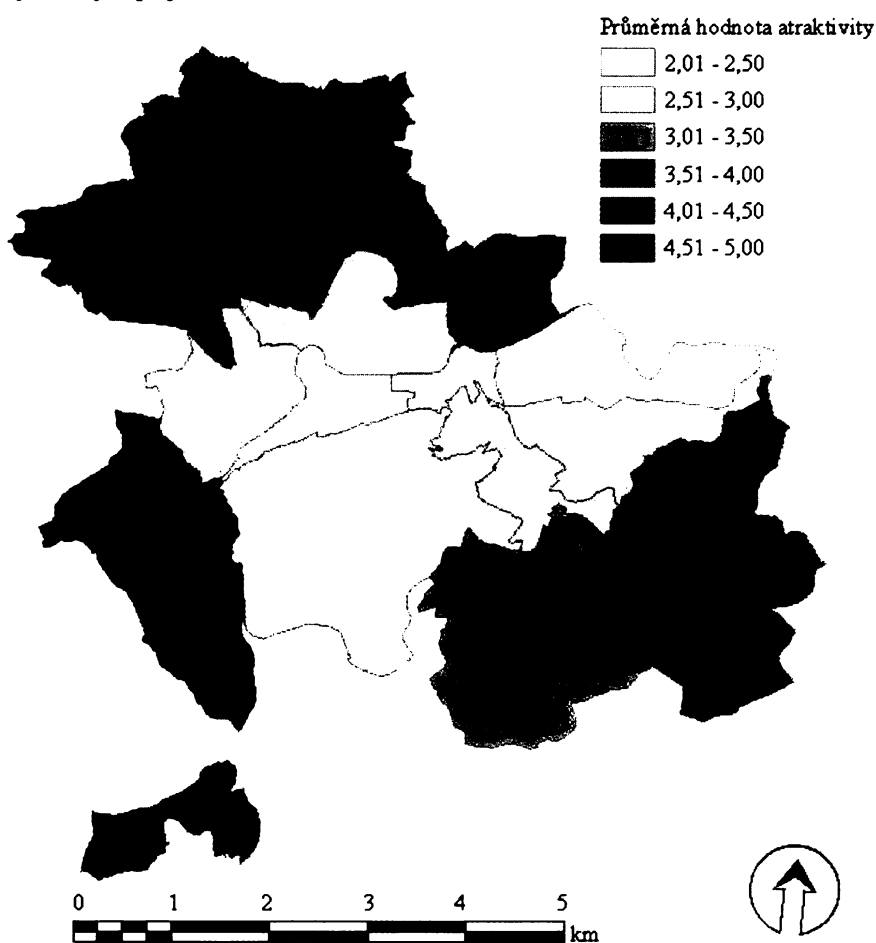 Průměrná hodnota atraktivity
2,01 - 2,50
2,51 - 3,00
3,01 - 3,50
3,51 - 4,00
4,01 - 4,50
4,51 - 5,00
0 1 2 3 4 5
km